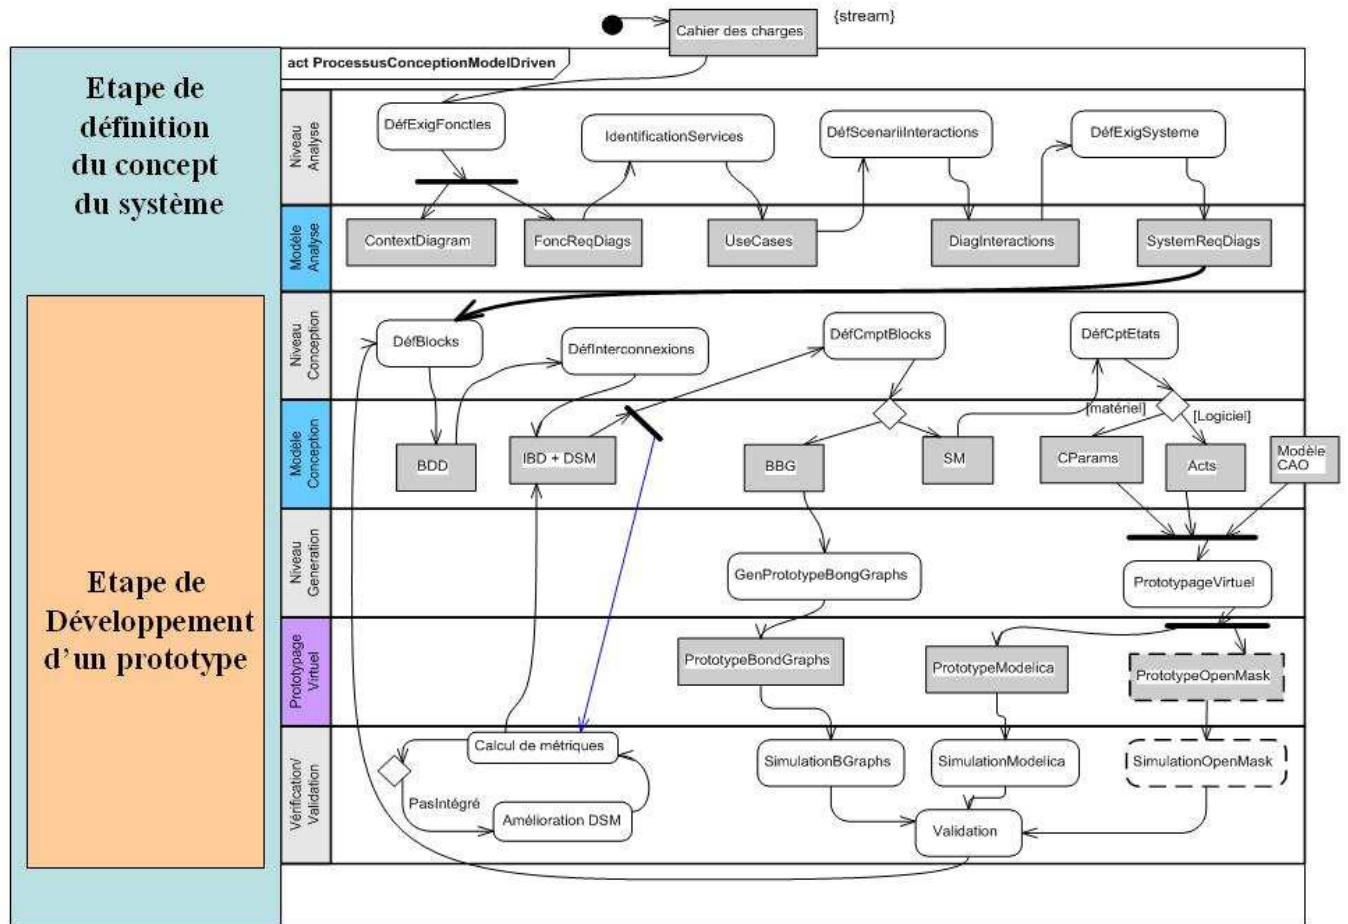 {stream}
Cahier des charges
act ProcessusConceptionModelDriven
Etape de
définition
du concept
du système
Niveau
Analyse
DéfExigFonctles
IdentificationServices
DéfScenariiInteractions
DéfExigSysteme
Modèle
Analyse
ContextDiagram
FoncReqDiags
UseCases
DiagInteractions
SystemReqDiags
Niveau
Conception
DéfBlocks
DéfInterconnexions
DéfCmptBlocks
DéfCptEtats
[matériel]
[Logiciel]
Modèle
Conception
BDD
IBD + DSM
BBG
SM
CParams
Acts
Modèle
CAO
Etape de
Développement
d'un prototype
Niveau
Generation
GenPrototypeBongGraphs
PrototypageVirtuel
Prototypage
Virtuel
PrototypeBondGraphs
PrototypeModelica
PrototypeOpenMask
Vérification/
Validation
Calcul de métriques
PasIntégré
Amélioration DSM
SimulationBGraphs
SimulationModelica
SimulationOpenMask
Validation